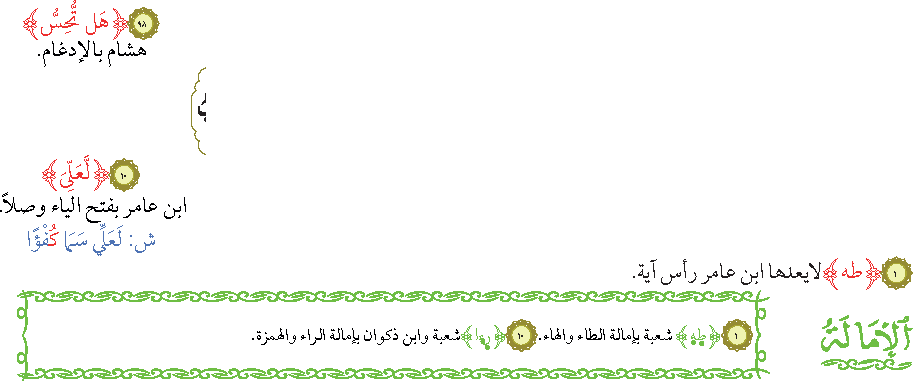 ٩٨ ﴿هَل تُّحِسُّ﴾
هشام بالإدغام.
١٠ ﴿لَّعَلِّيَ﴾
ابن عامر بفتح الياء وصلاً.
ش: لَعَلِّي سَمَا كُفْؤًا
١ ﴿طه﴾ لايعدها ابن عامر رأس آية.
ٱلْإِمَالَةُ
١ ﴿طه﴾ شعبة بإمالة الطاء والهاء. ١٠ ﴿رءا﴾ شعبة وابن ذكوان بإمالة الراء والهمزة.